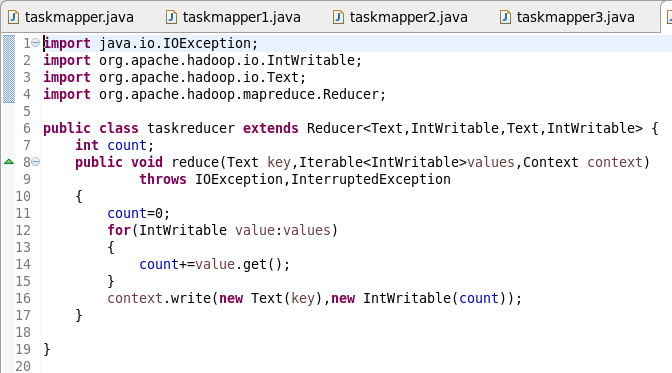 taskmapper.java taskmapper1.java taskmapper2.java taskmapper3.java
1 import java.io.IOException;
2 import org.apache.hadoop.io.IntWritable;
3 import org.apache.hadoop.io.Text;
4 import org.apache.hadoop.mapreduce.Reducer;
5
6 public class taskreducer extends Reducer<Text,IntWritable,Text,IntWritable> {
7     int count;
8     public void reduce(Text key,Iterable<IntWritable>values,Context context)
9             throws IOException,InterruptedException
10     {
11         count=0;
12         for(IntWritable value:values)
13         {
14             count+=value.get();
15         }
16         context.write(new Text(key),new IntWritable(count));
17     }
18
19 }
20